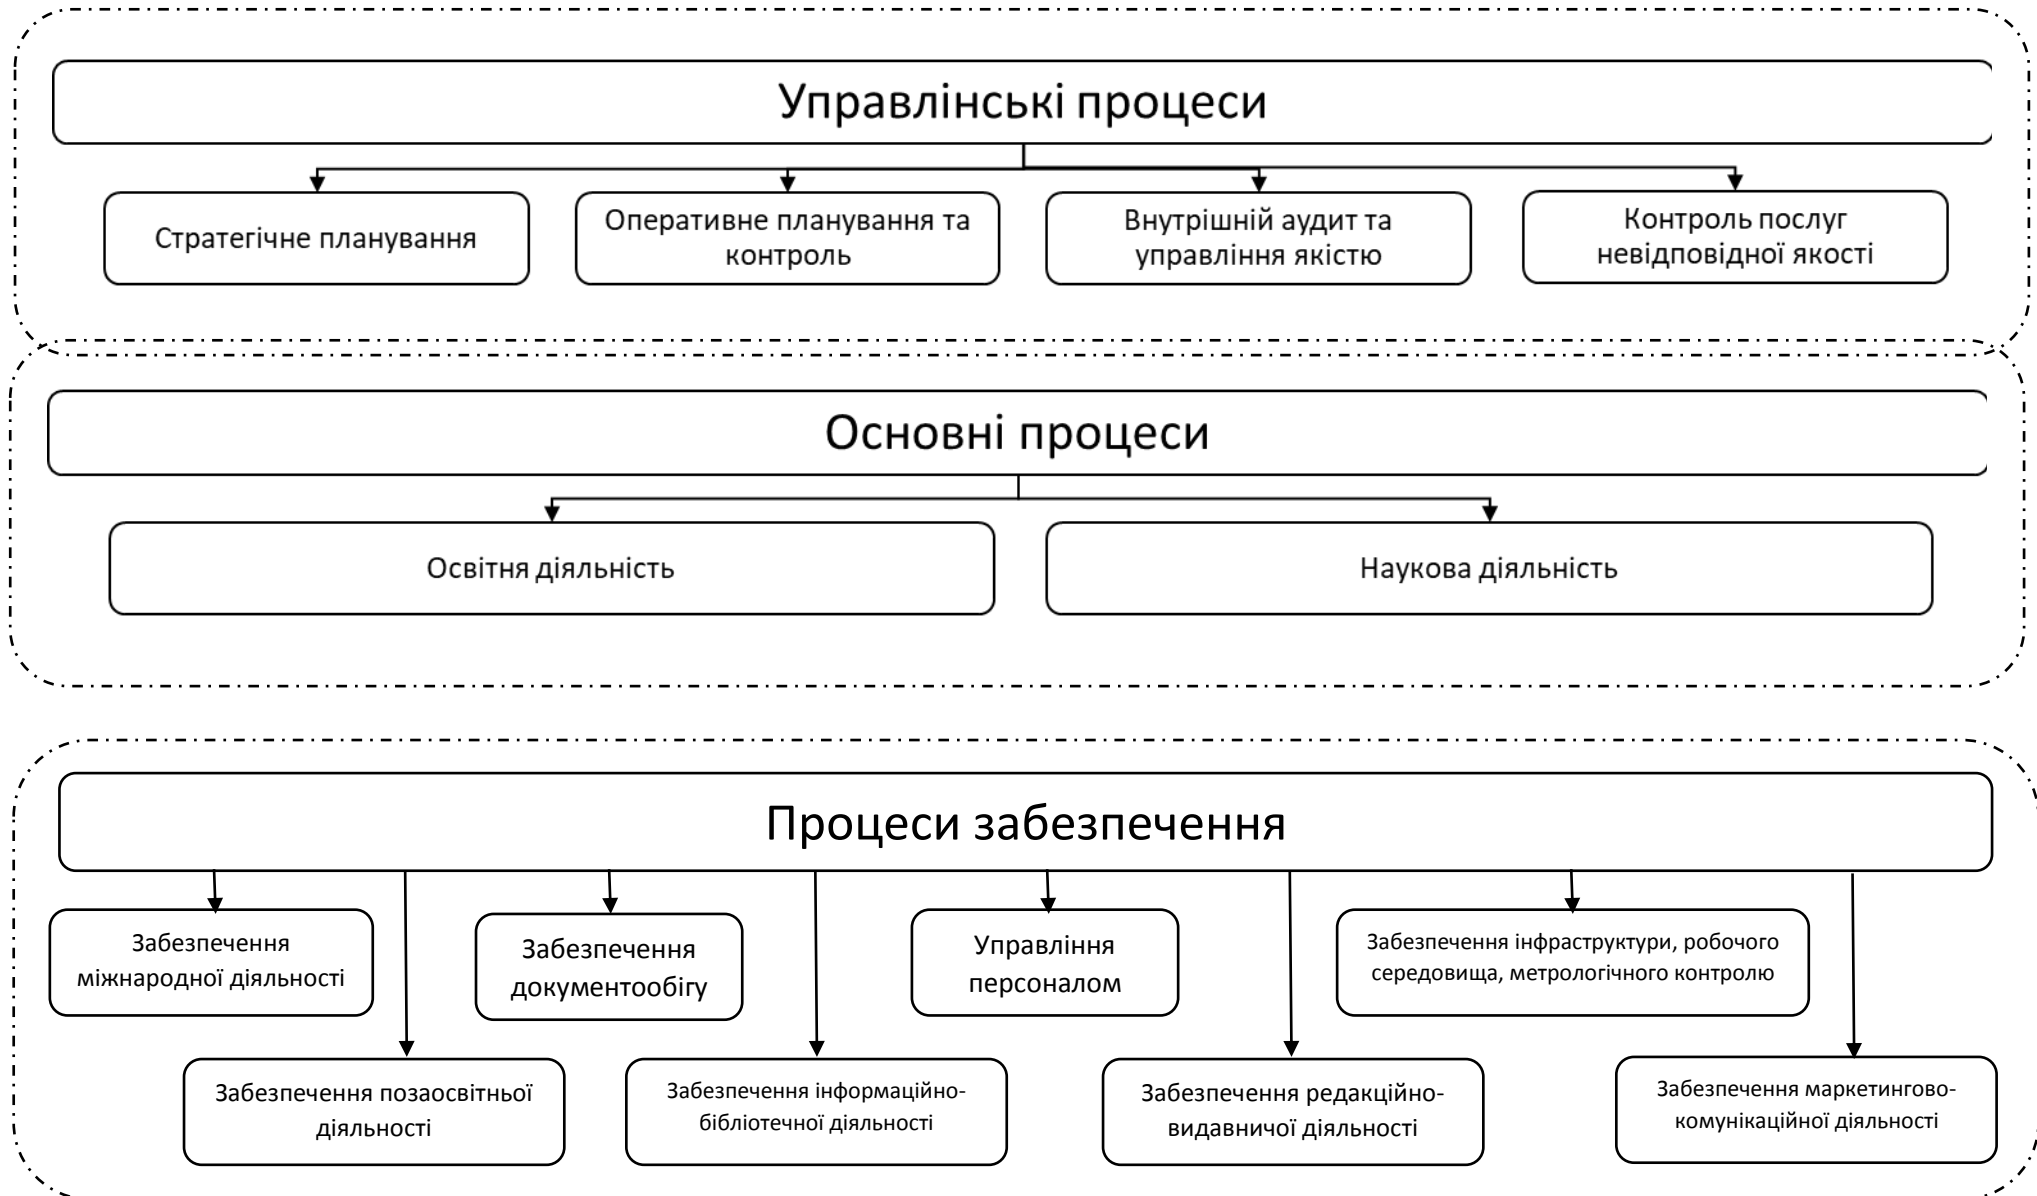 Управлінські процеси
Стратегічне планування
Оперативне планування та
контроль
Внутрішній аудит та
управління якістю
Контроль послуг
невідповідної якості
Основні процеси
Освітня діяльність
Наукова діяльність
Процеси забезпечення
Забезпечення
міжнародної діяльності
Забезпечення
документообігу
Управління
персоналом
Забезпечення інфраструктури, робочого
середовища, метрологічного контролю
Забезпечення позаосвітньої
діяльності
Забезпечення інформаційно-
бібліотечної діяльності
Забезпечення редакційно-
видавничої діяльності
Забезпечення маркетингово-
комунікаційної діяльності